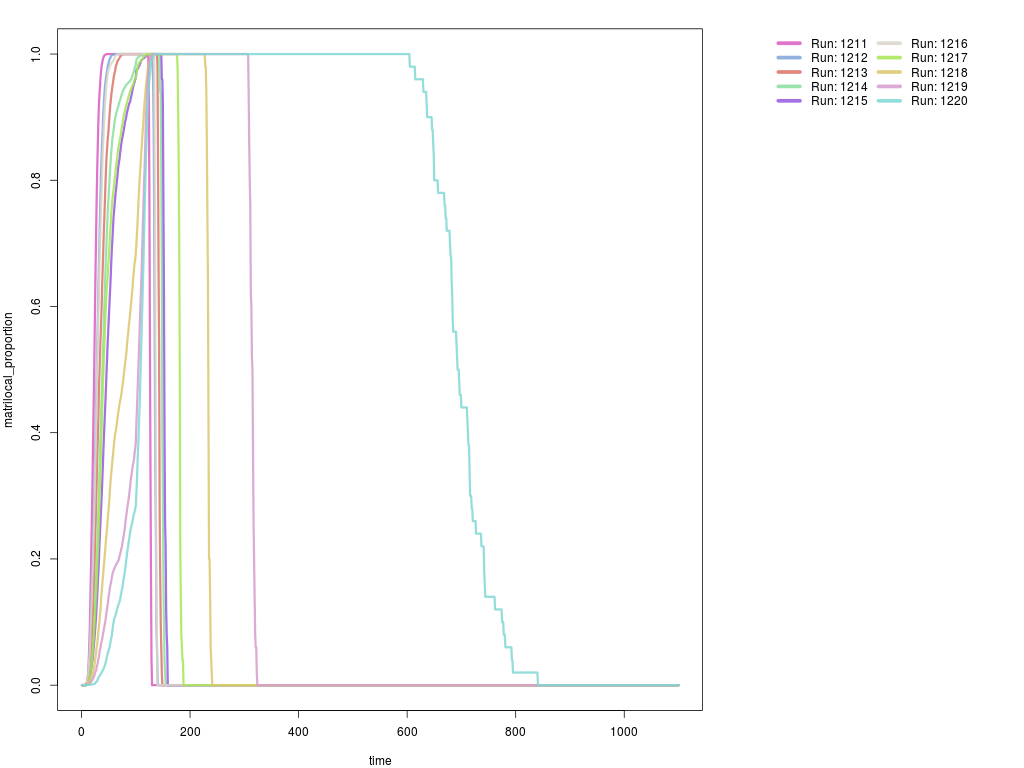 1.0
0.8
0.6
0.4
0.2
0.0
matrilocal_proportion
0 200 400 600 800 1000
time
Run: 1211 Run: 1216
Run: 1212 Run: 1217
Run: 1213 Run: 1218
Run: 1214 Run: 1219
Run: 1215 Run: 1220